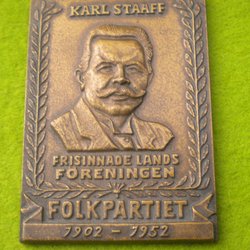 KARL STAAFF
FRISINNADE LANDS
FÖRENINGEN
FOLKPARTIET
1902 - 1952